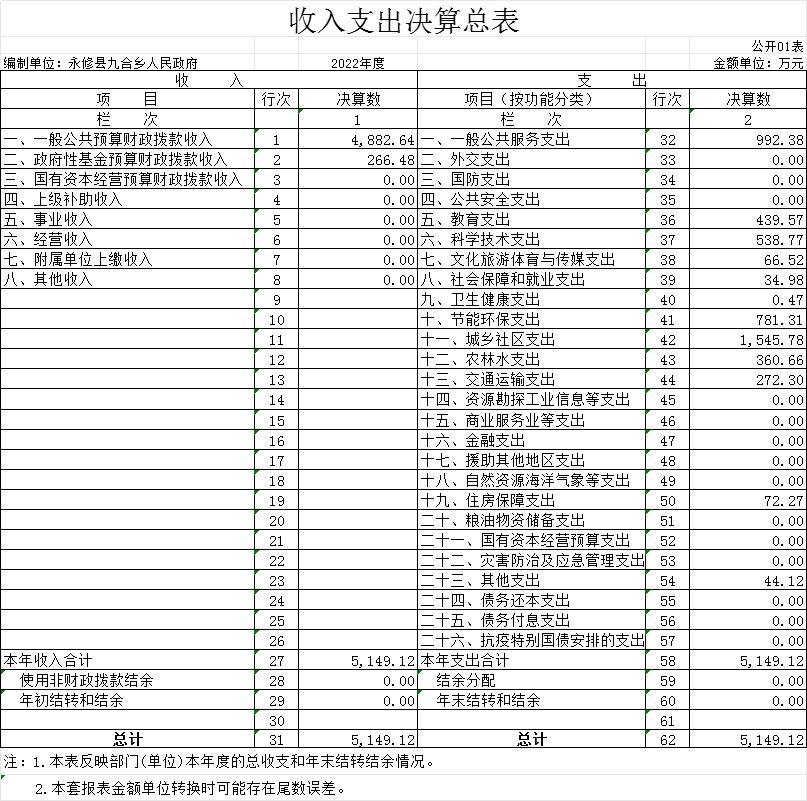 收入支出决算总表
公开01表
编制单位：永修县九合乡人民政府 2022年度 金额单位：万元
收 入 支 出
项 目 行次 决算数 项目（按功能分类） 行次 决算数
栏 次 1 栏 次 2
一、一般公共预算财政拨款收入 1 4,882.64 一、一般公共服务支出 32 992.38
二、政府性基金预算财政拨款收入 2 266.48 二、外交支出 33 0.00
三、国有资本经营预算财政拨款收入 3 0.00 三、国防支出 34 0.00
四、上级补助收入 4 0.00 四、公共安全支出 35 0.00
五、事业收入 5 0.00 五、教育支出 36 439.57
六、经营收入 6 0.00 六、科学技术支出 37 538.77
七、附属单位上缴收入 7 0.00 七、文化旅游体育与传媒支出 38 66.52
八、其他收入 8 0.00 八、社会保障和就业支出 39 34.98
9 九、卫生健康支出 40 0.47
10 十、节能环保支出 41 781.31
11 十一、城乡社区支出 42 1,545.78
12 十二、农林水支出 43 360.66
13 十三、交通运输支出 44 272.30
14 十四、资源勘探工业信息等支出 45 0.00
15 十五、商业服务业等支出 46 0.00
16 十六、金融支出 47 0.00
17 十七、援助其他地区支出 48 0.00
18 十八、自然资源海洋气象等支出 49 0.00
19 十九、住房保障支出 50 72.27
20 二十、粮油物资储备支出 51 0.00
21 二十一、国有资本经营预算支出 52 0.00
22 二十二、灾害防治及应急管理支出 53 0.00
23 二十三、其他支出 54 44.12
24 二十四、债务还本支出 55 0.00
25 二十五、债务付息支出 56 0.00
26 二十六、抗疫特别国债安排的支出 57 0.00
本年收入合计 27 5,149.12 本年支出合计 58 5,149.12
使用非财政拨款结余 28 0.00 结余分配 59 0.00
年初结转和结余 29 0.00 年末结转和结余 60 0.00
30 61
总计 31 5,149.12 总计 62 5,149.12
注：1.本表反映部门(单位)本年度的总收支和年末结转结余情况。
2.本套报表金额单位转换时可能存在尾数误差。